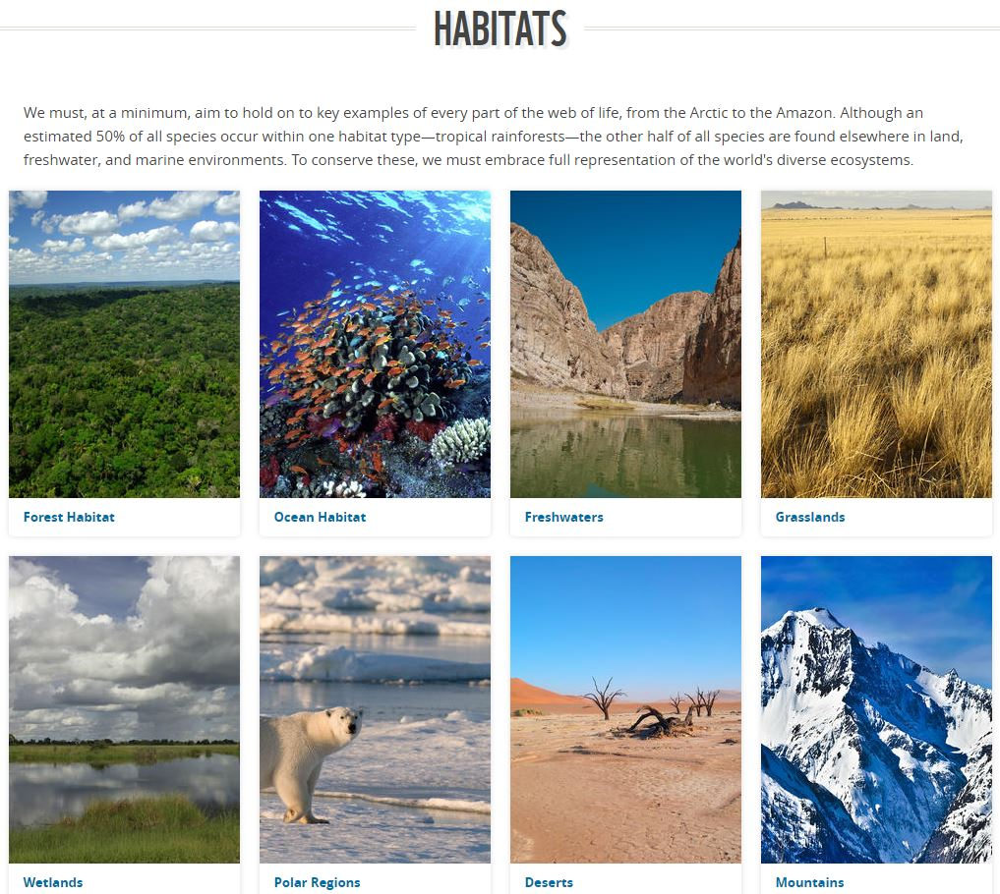 HABITATS
We must, at a minimum, aim to hold on to key examples of every part of the web of life, from the Arctic to the Amazon. Although an
estimated 50% of all species occur within one habitat type—tropical rainforests—the other half of all species are found elsewhere in land,
freshwater, and marine environments. To conserve these, we must embrace full representation of the world's diverse ecosystems.
Forest Habitat
Ocean Habitat
Freshwaters
Grasslands
Wetlands
Polar Regions
Deserts
Mountains